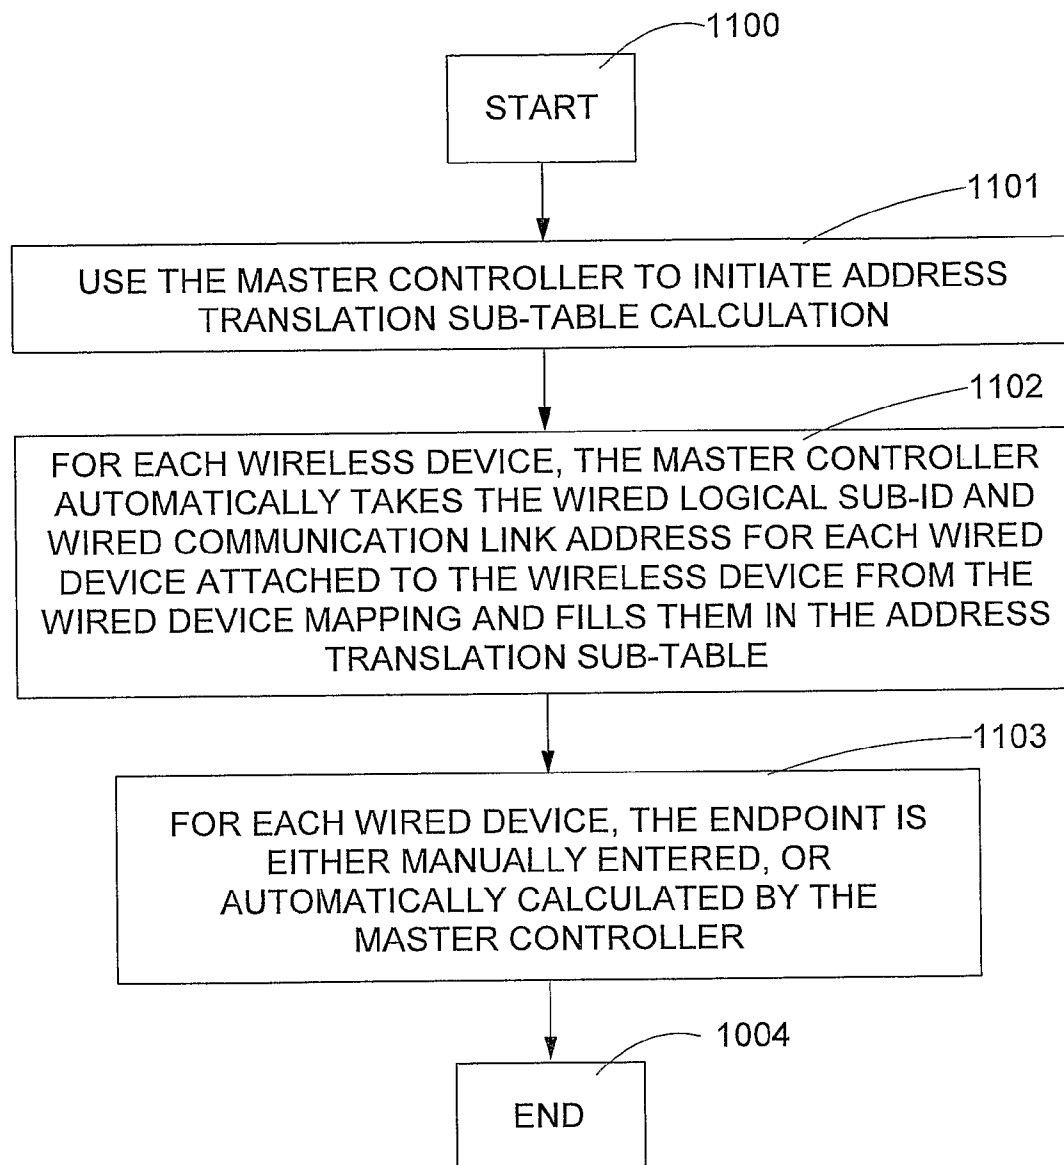 1100
START
1101
USE THE MASTER CONTROLLER TO INITIATE ADDRESS
TRANSLATION SUB-TABLE CALCULATION
1102
FOR EACH WIRELESS DEVICE, THE MASTER CONTROLLER
AUTOMATICALLY TAKES THE WIRED LOGICAL SUB-ID AND
WIRED COMMUNICATION LINK ADDRESS FOR EACH WIRED
DEVICE ATTACHED TO THE WIRELESS DEVICE FROM THE
WIRED DEVICE MAPPING AND FILLS THEM IN THE ADDRESS
TRANSLATION SUB-TABLE
1103
FOR EACH WIRED DEVICE, THE ENDPOINT IS
EITHER MANUALLY ENTERED, OR
AUTOMATICALLY CALCULATED BY THE
MASTER CONTROLLER
1004
END